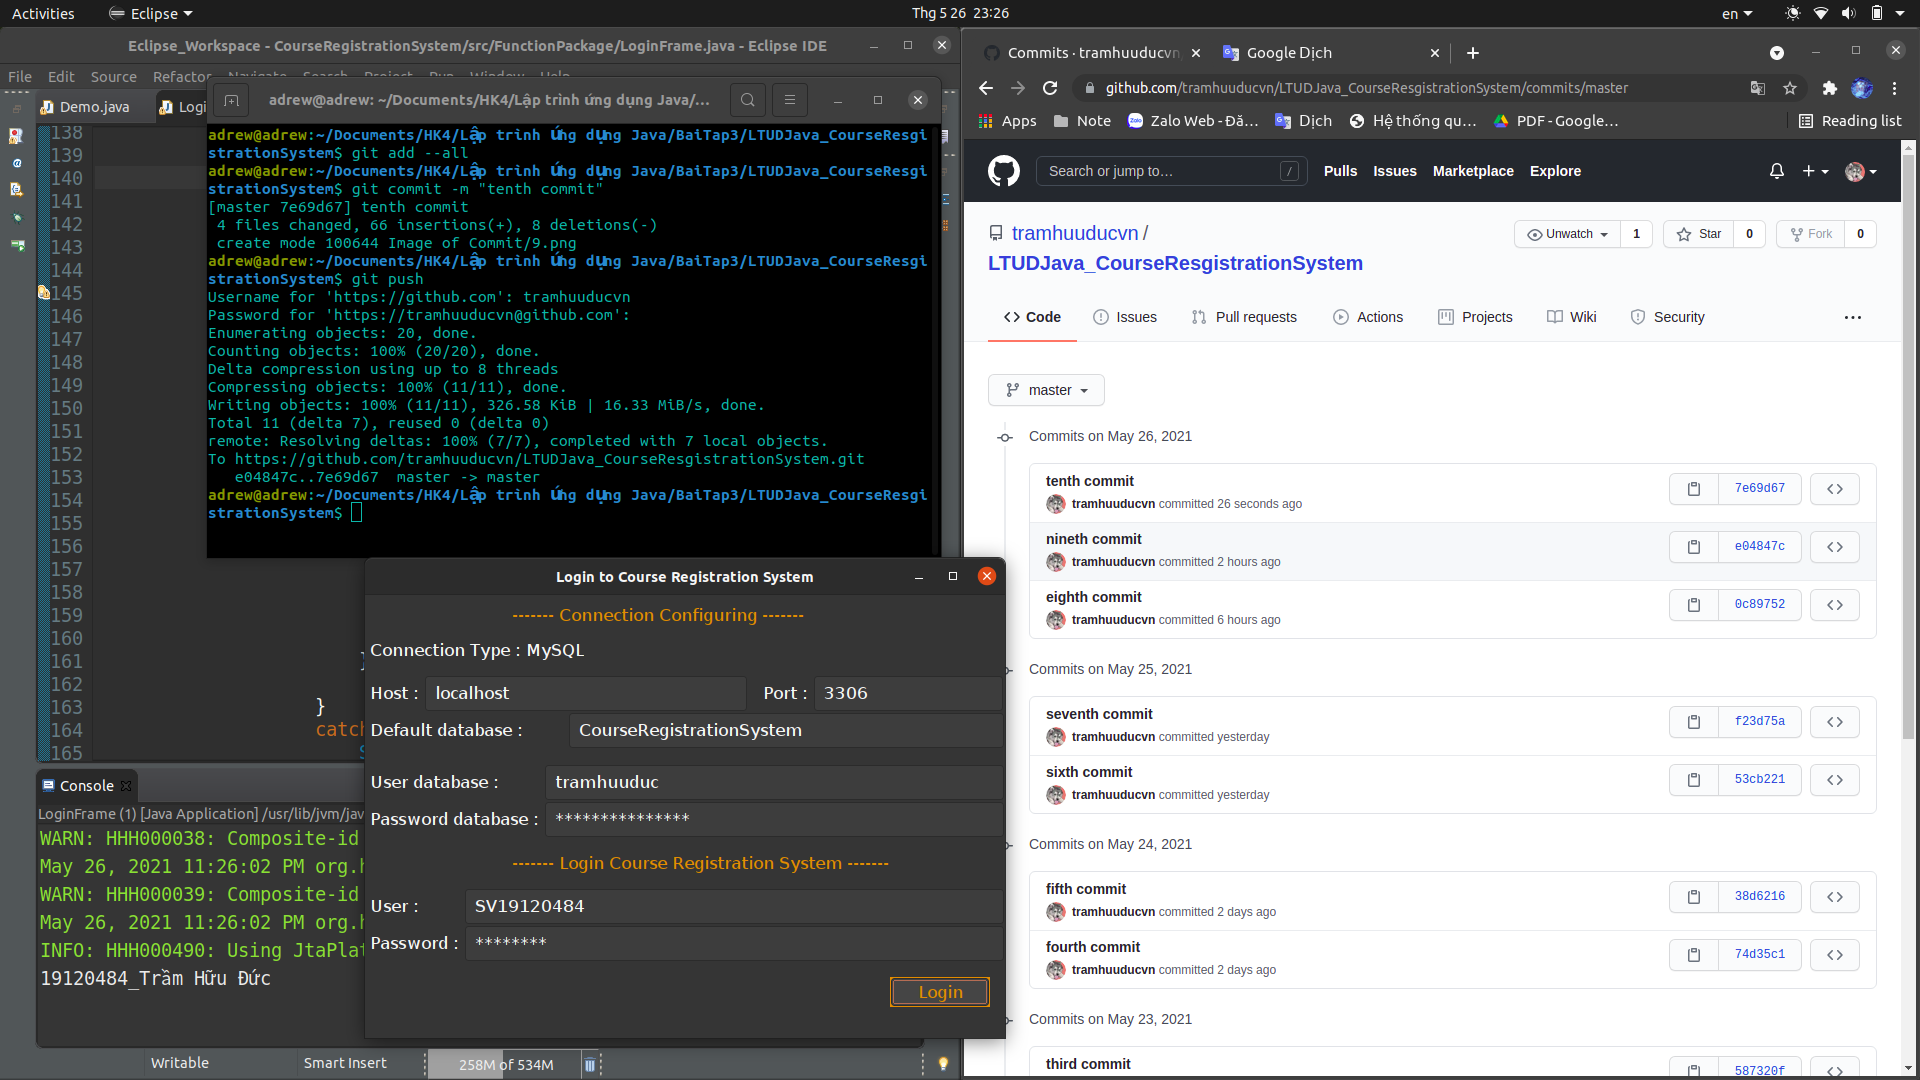 Activities
Eclipse
Thg 5 26 23:26
en
Eclipse_Workspace - CourseRegistrationSystem/src/FunctionPackage/LoginFrame.java - Eclipse IDE
File Edit Source Refactor Navigate Search Project Run Window Help
Demo.java
Logi
adrew@adrew: ~/Documents/HK4/Lập trình ứng dụng Java/...
138
139
140
141
142
143
144
145
146
147
148
149
150
151
152
153
154
155
156
157
158
159
160
161
162
163 }
164 catch
165
adrew@adrew:~/Documents/HK4/Lập trình ứng dụng Java/BaiTap3/LTUDJava_CourseResgi
strationSystem$ git add --all
adrew@adrew:~/Documents/HK4/Lập trình ứng dụng Java/BaiTap3/LTUDJava_CourseResgi
strationSystem$ git commit -m "tenth commit"
[master 7e69d67] tenth commit
4 files changed, 66 insertions(+), 8 deletions(-)
create mode 100644 Image of Commit/9.png
adrew@adrew:~/Documents/HK4/Lập trình ứng dụng Java/BaiTap3/LTUDJava_CourseResgi
strationSystem$ git push
Username for 'https://github.com': tramhuuducvn
Password for 'https://tramhuuducvn@github.com':
Enumerating objects: 20, done.
Counting objects: 100% (20/20), done.
Delta compression using up to 8 threads
Compressing objects: 100% (11/11), done.
Writing objects: 100% (11/11), 326.58 KiB | 16.33 MiB/s, done.
Total 11 (delta 7), reused 0 (delta 0)
remote: Resolving deltas: 100% (7/7), completed with 7 local objects.
To https://github.com/tramhuuducvn/LTUDJava_CourseResgistrationSystem.git
e04847c..7e69d67 master -> master
adrew@adrew:~/Documents/HK4/Lập trình ứng dụng Java/BaiTap3/LTUDJava_CourseResgi
strationSystem$
Login to Course Registration System
------- Connection Configuring -------
Connection Type : MySQL
Host : localhost Port : 3306
Default database : CourseRegistrationSystem
User database : tramhuuduc
Password database : ***************
------- Login Course Registration System -------
User : SV19120484
Password : ********
Login
Console
LoginFrame (1) [Java Application] /usr/lib/jvm/jav
WARN: HHH000038: Composite-id
May 26, 2021 11:26:02 PM org.h
WARN: HHH000039: Composite-id
May 26, 2021 11:26:02 PM org.h
INFO: HHH000490: Using JtaPlat
19120484_Trầm Hữu Đức
Writable
Smart Insert
258M of 534M
Commits · tramhuuducvn
Google Dịch
github.com/tramhuuducvn/LTUDJava_CourseResgistrationSystem/commits/master
Apps
Note
Zalo Web - Đă...
Dịch
Hệ thống qu...
PDF - Google...
Reading list
Search or jump to...
/
Pulls Issues Marketplace Explore
tramhuuducvn /
LTUDJava_CourseResgistrationSystem
Unwatch 1
Star 0
Fork 0
Code
Issues
Pull requests
Actions
Projects
Wiki
Security
master
Commits on May 26, 2021
tenth commit
tramhuuducvn committed 26 seconds ago
7e69d67
nineth commit
tramhuuducvn committed 2 hours ago
e04847c
eighth commit
tramhuuducvn committed 6 hours ago
0c89752
Commits on May 25, 2021
seventh commit
tramhuuducvn committed yesterday
f23d75a
sixth commit
tramhuuducvn committed yesterday
53cb221
Commits on May 24, 2021
fifth commit
tramhuuducvn committed 2 days ago
38d6216
fourth commit
tramhuuducvn committed 2 days ago
74d35c1
Commits on May 23, 2021
third commit
587320f